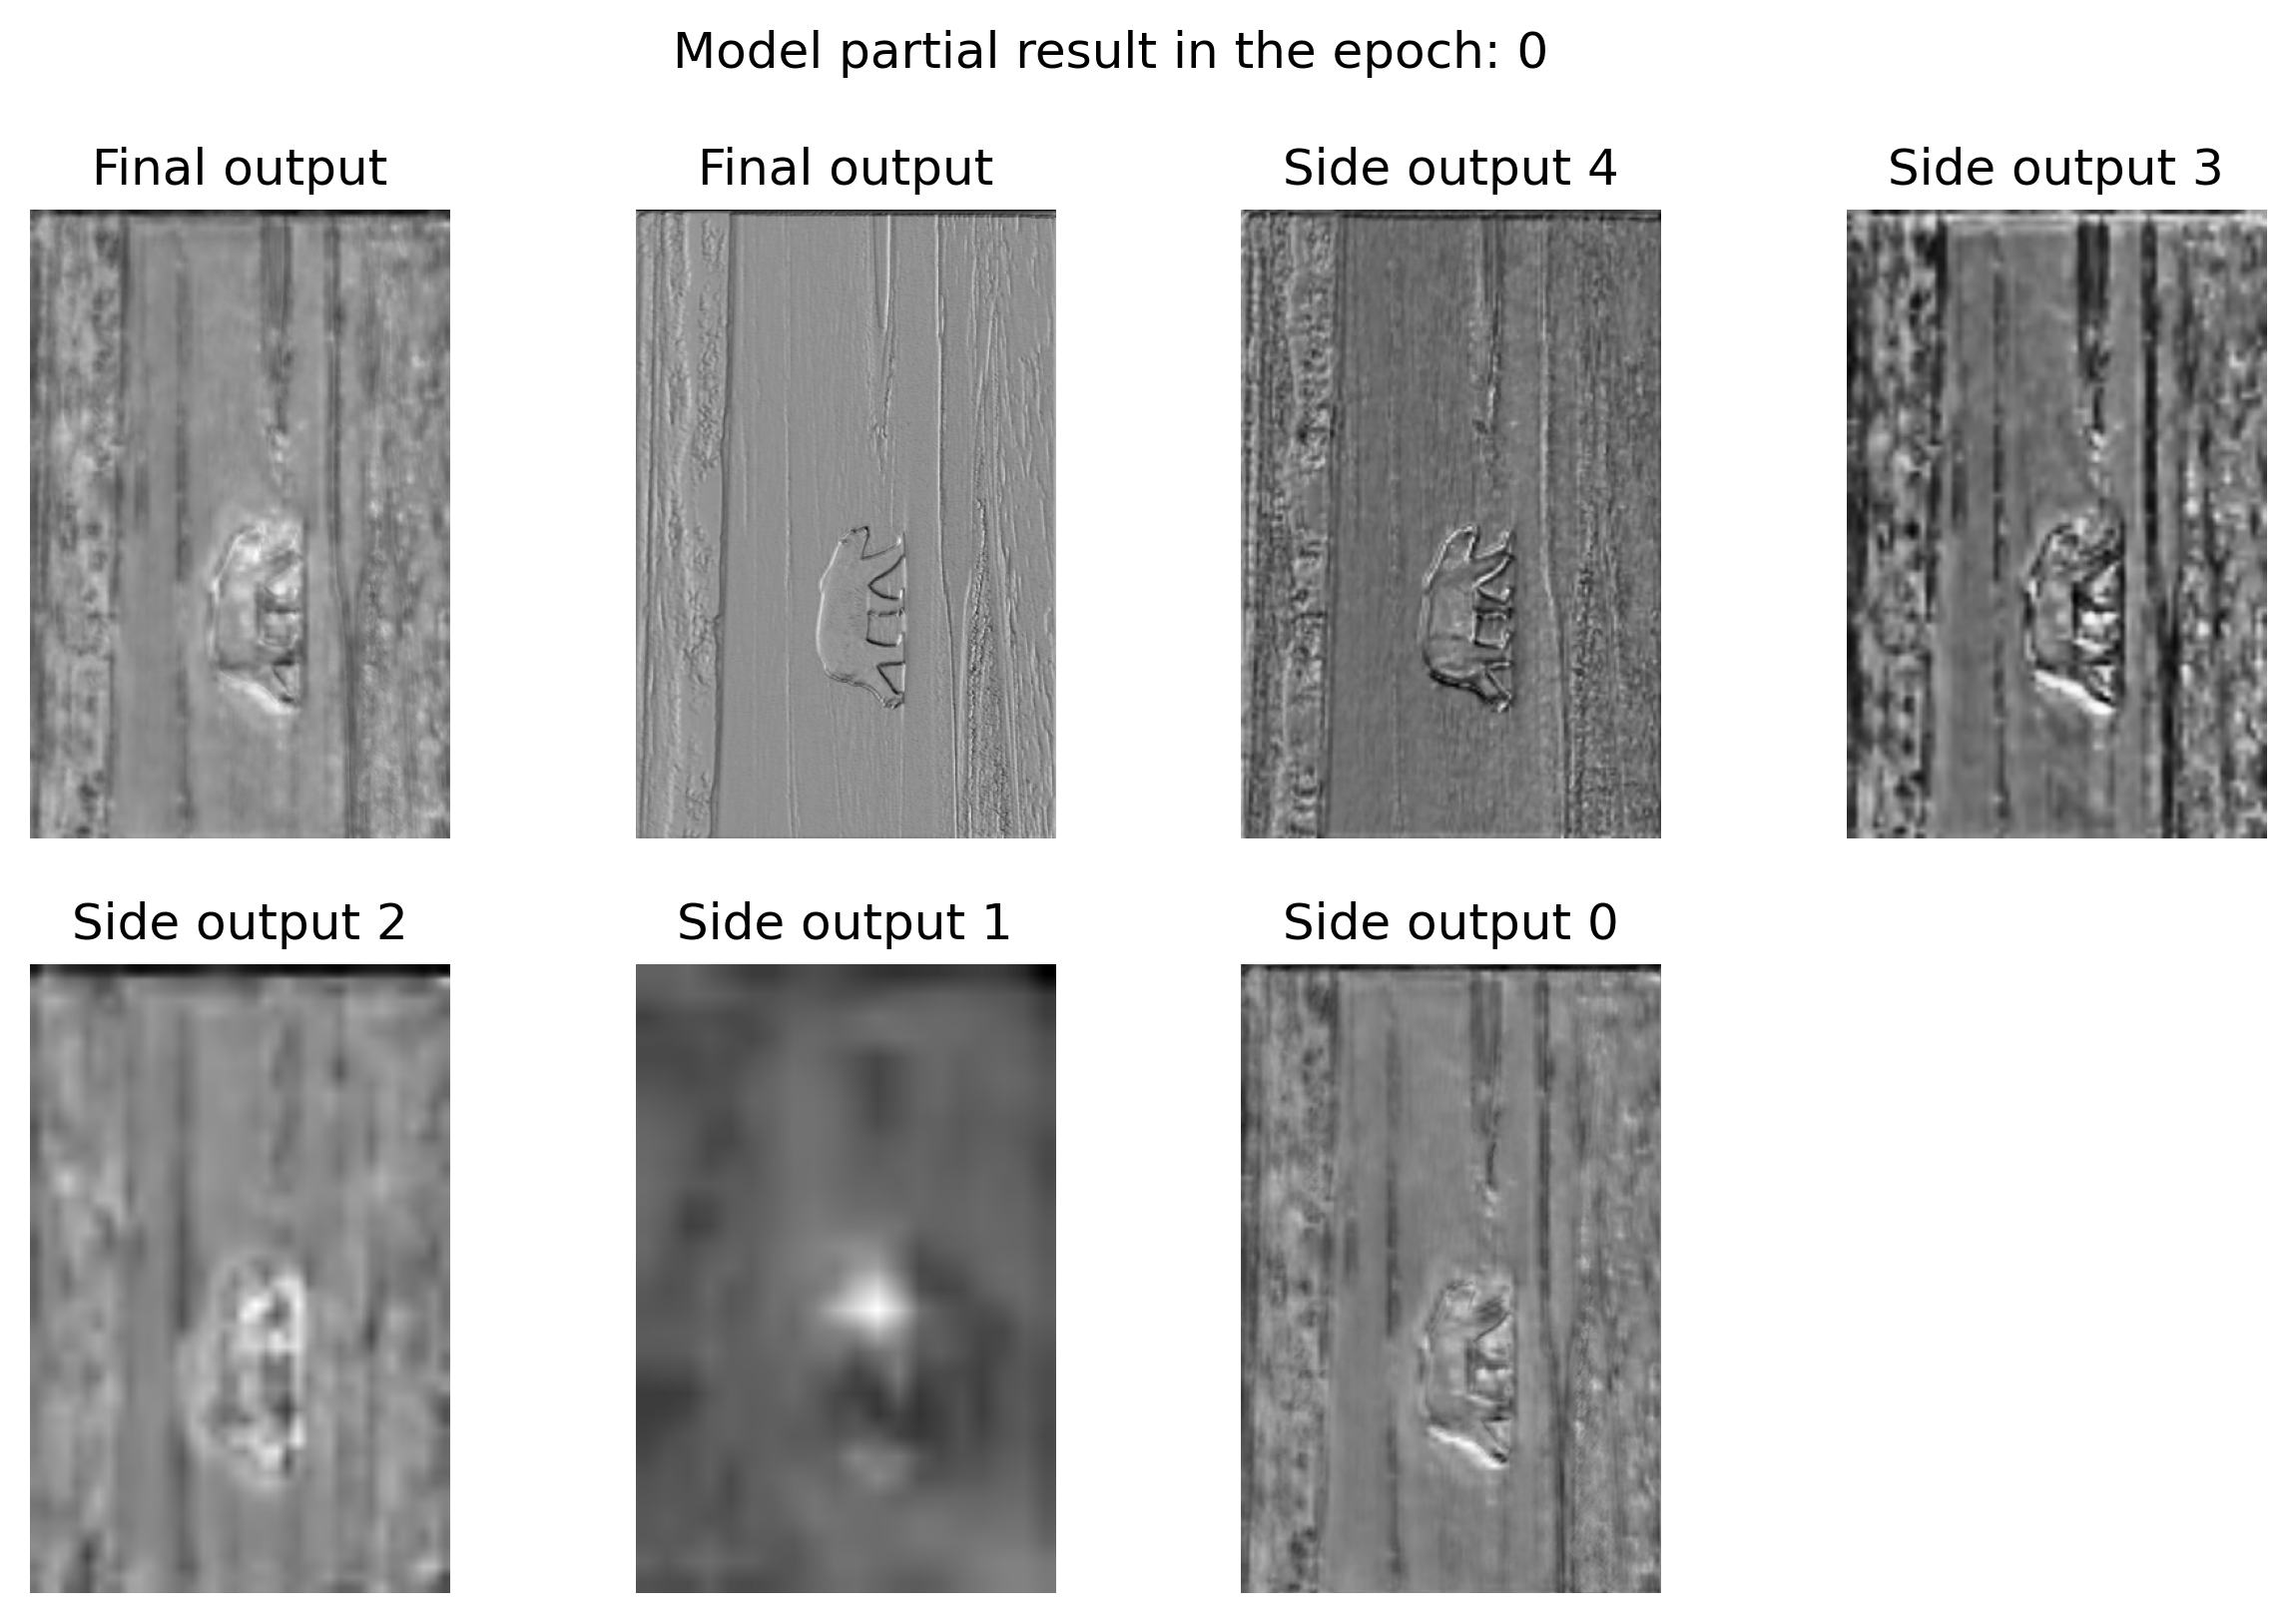 Model partial result in the epoch: 0
Final output
Final output
Side output 4
Side output 3
Side output 2
Side output 1
Side output 0